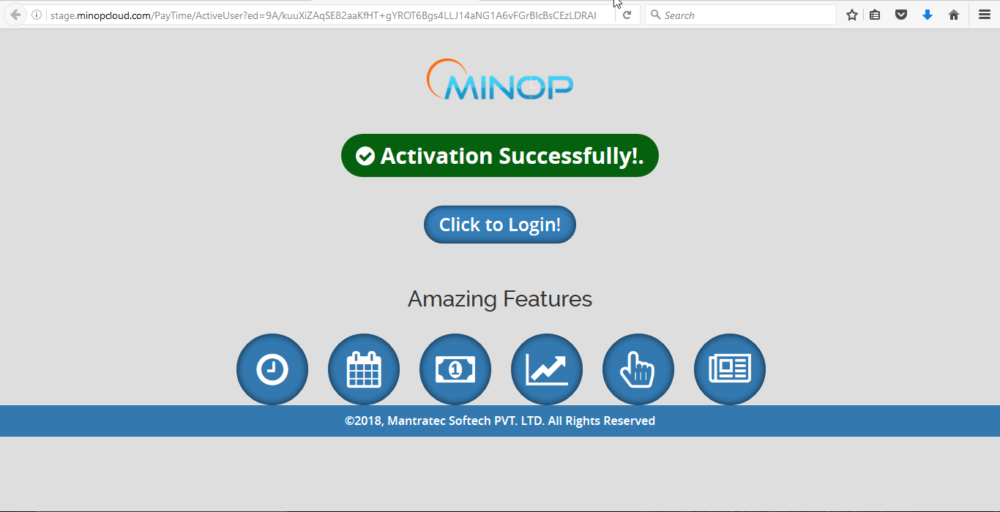 stage.minopcloud.com/PayTime/ActiveUser?ed=9A/kuuXiZAqSE82aaKfHT+gYROT6Bgs4LLJ14aNG1A6vFGrBIcBsCEzLDRAI
Search
MINOP
Activation Successfully!.
Click to Login!
Amazing Features
1
©2018, Mantratec Softech PVT. LTD. All Rights Reserved